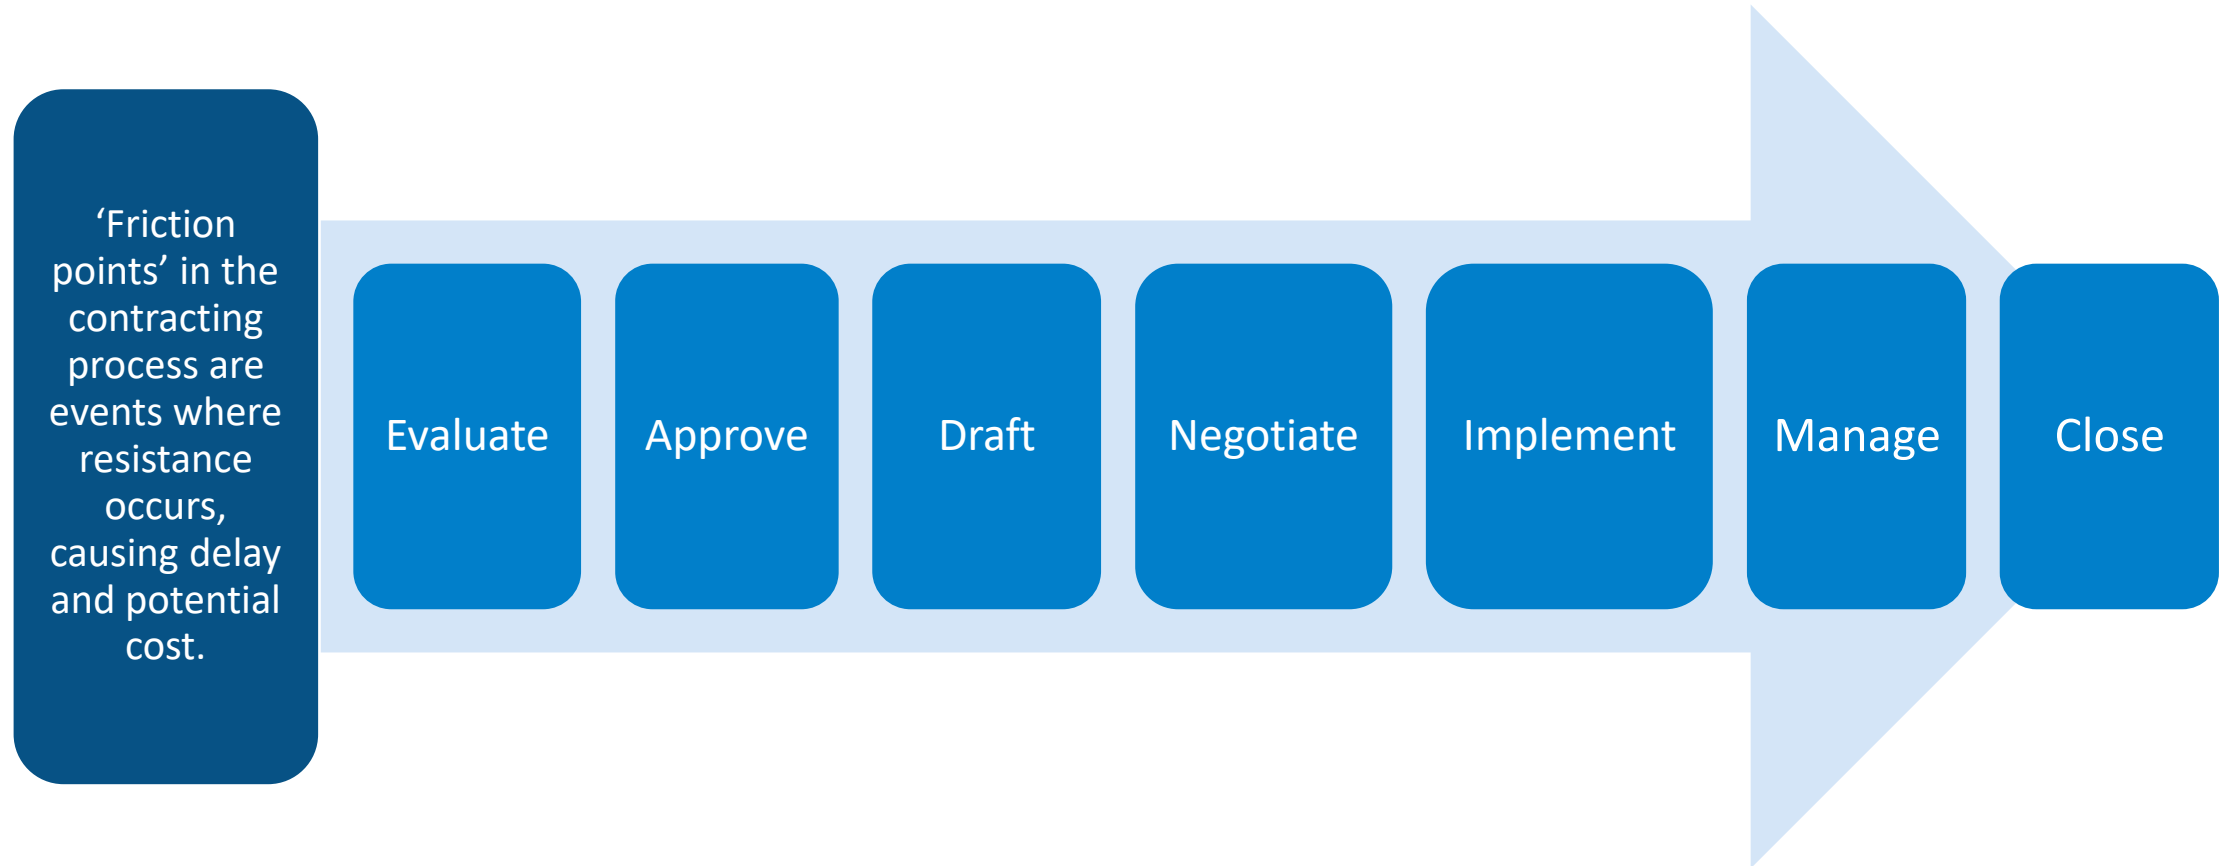 ‘Friction
points’ in the
contracting
process are
events where
resistance
occurs,
causing delay
and potential
cost.
Evaluate
Approve
Draft
Negotiate
Implement
Manage
Close